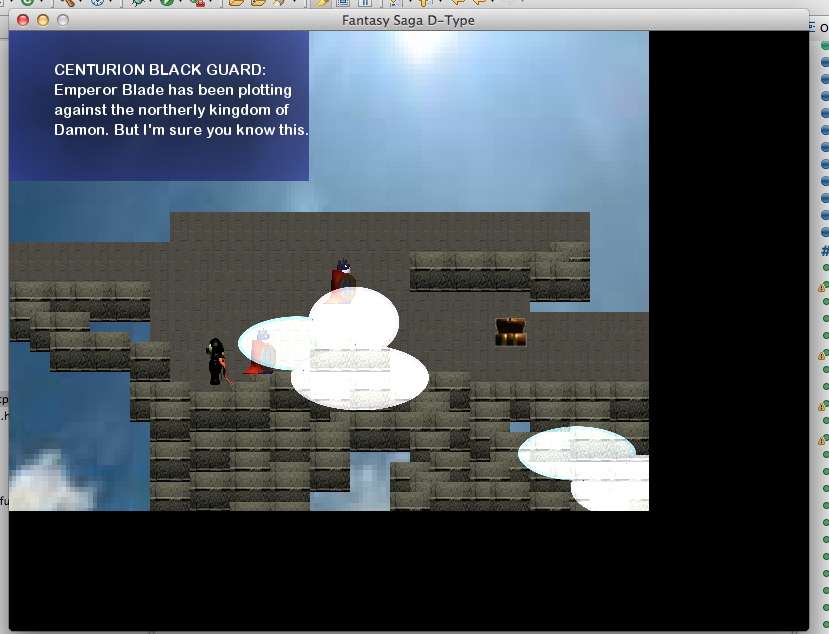 Fantasy Saga D-Type
CENTURION BLACK GUARD:
Emperor Blade has been plotting
against the northerly kingdom of
Damon. But I'm sure you know this.